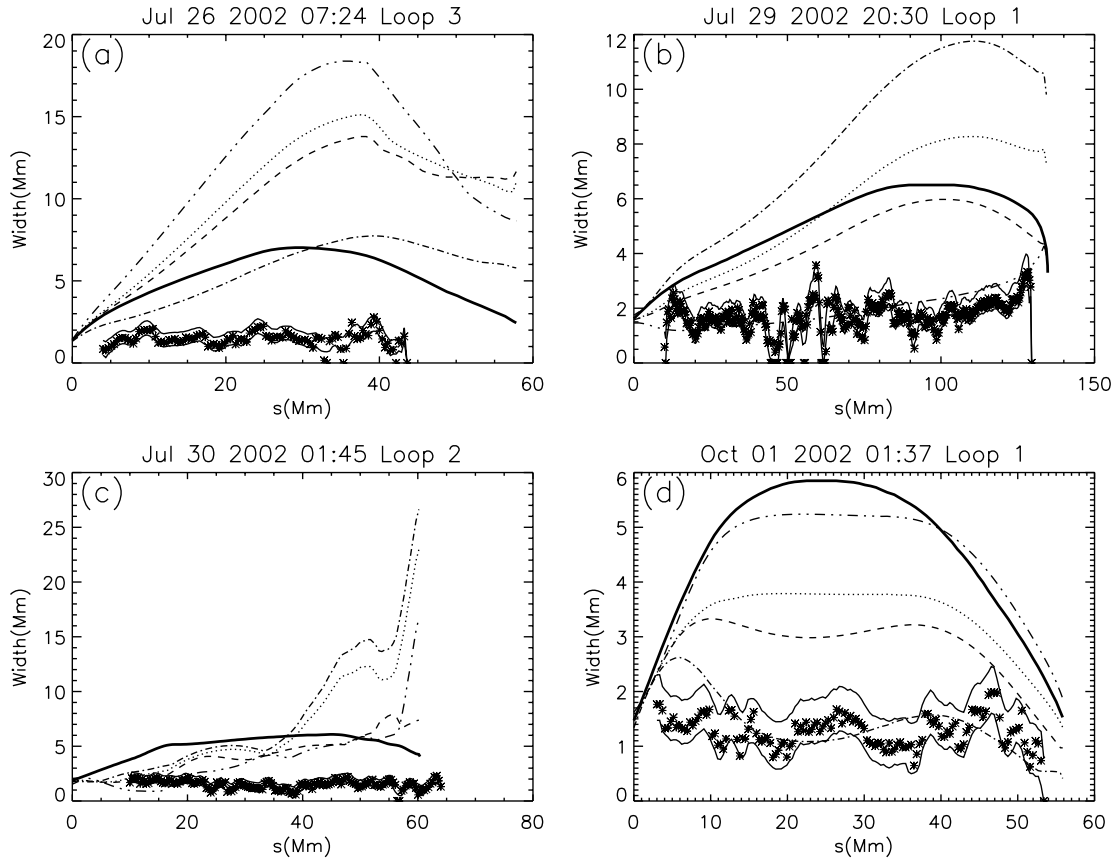 Jul 26 2002 07:24 Loop 3
(a)
20
15
10
5
0
Width(Mm)
0 20 40 60
s(Mm)
Jul 29 2002 20:30 Loop 1
(b)
12
10
8
6
4
2
0
Width(Mm)
0 50 100 150
s(Mm)
Jul 30 2002 01:45 Loop 2
(c)
30
25
20
15
10
5
0
Width(Mm)
0 20 40 60 80
s(Mm)
Oct 01 2002 01:37 Loop 1
(d)
6
5
4
3
2
1
0
Width(Mm)
0 10 20 30 40 50 60
s(Mm)